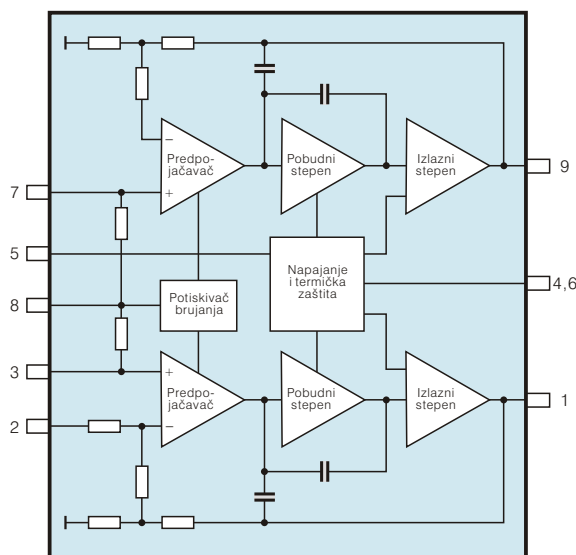 −
Predpo-
jačavač
+
Pobudni
stepen
Izlazni
stepen
9
7
5
Napajanje
i termička
zaštita
4,6
8
Potiskivač
brujanja
3
+
Predpo-
jačavač
−
Pobudni
stepen
Izlazni
stepen
1
2